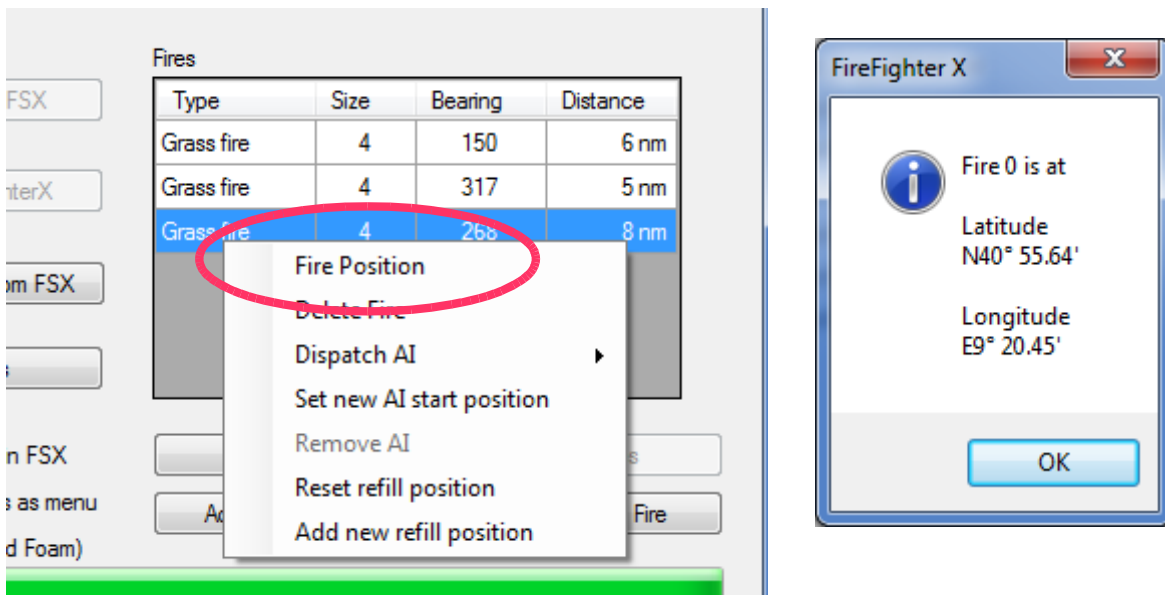 Fires
FSX
Type Size Bearing Distance
Grass fire 4 150 6 nm
Grass fire 4 317 5 nm
Grass fire 4 268 8 nm
om FSX
Fire Position
Delete Fire
Dispatch AI
Set new AI start position
Remove AI
Reset refill position
Add new refill position
n FSX
s as menu
d Foam)
Fire
FireFighter X
Fire 0 is at
Latitude
N40° 55.64'
Longitude
E9° 20.45'
OK